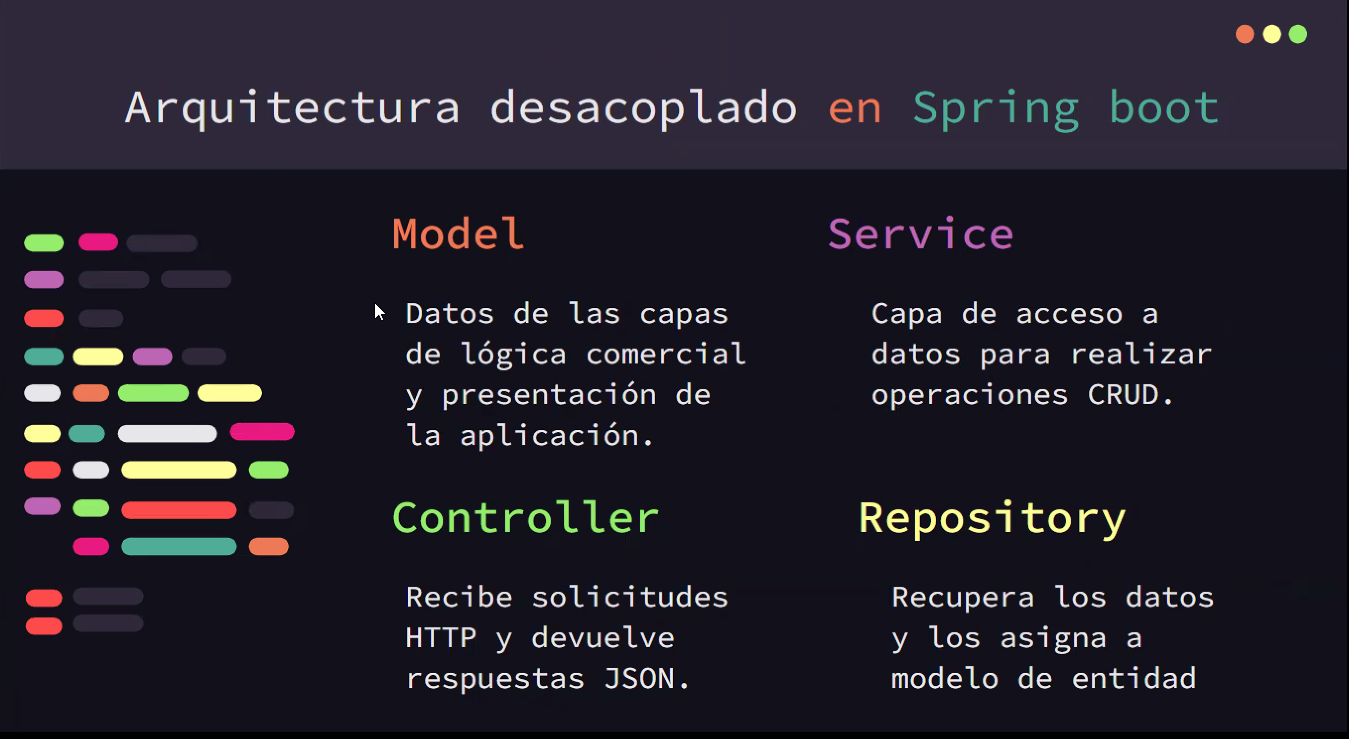 Arquitectura desacoplado en Spring boot
Model
Datos de las capas
de lógica comercial
y presentación de
la aplicación.
Service
Capa de acceso a
datos para realizar
operaciones CRUD.
Controller
Recibe solicitudes
HTTP y devuelve
respuestas JSON.
Repository
Recupera los datos
y los asigna a
modelo de entidad